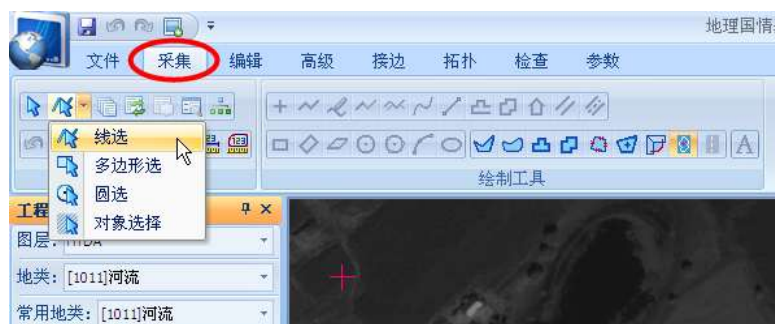 地理国情
文件 采集 编辑 高级 接边 拓扑 检查 参数
线选
多边形选
圆选
对象选择
绘制工具
A
工程
图层:
地类: [1011]河流
常用地类: [1011]河流